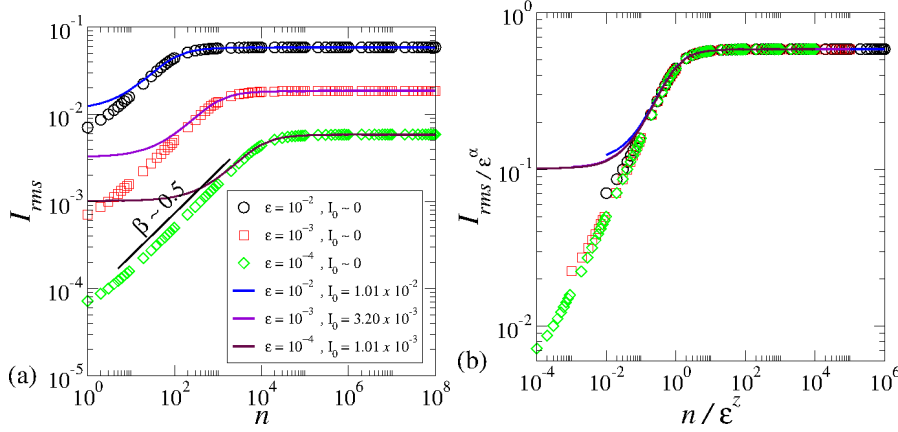 10^-1
10^-2
10^-3
10^-4
10^-5
I_rms
β ~ 0.5
ε = 10^-2 , I_0 ~ 0
ε = 10^-3 , I_0 ~ 0
ε = 10^-4 , I_0 ~ 0
ε = 10^-2 , I_0 = 1.01 x 10^-2
ε = 10^-3 , I_0 = 3.20 x 10^-3
ε = 10^-4 , I_0 = 1.01 x 10^-3
10^0 10^2 10^4 10^6 10^8
(a)
n
10^0
10^-1
10^-2
I_rms/ε^α
10^-4 10^-2 10^0 10^2 10^4 10^6
(b)
n / ε^z